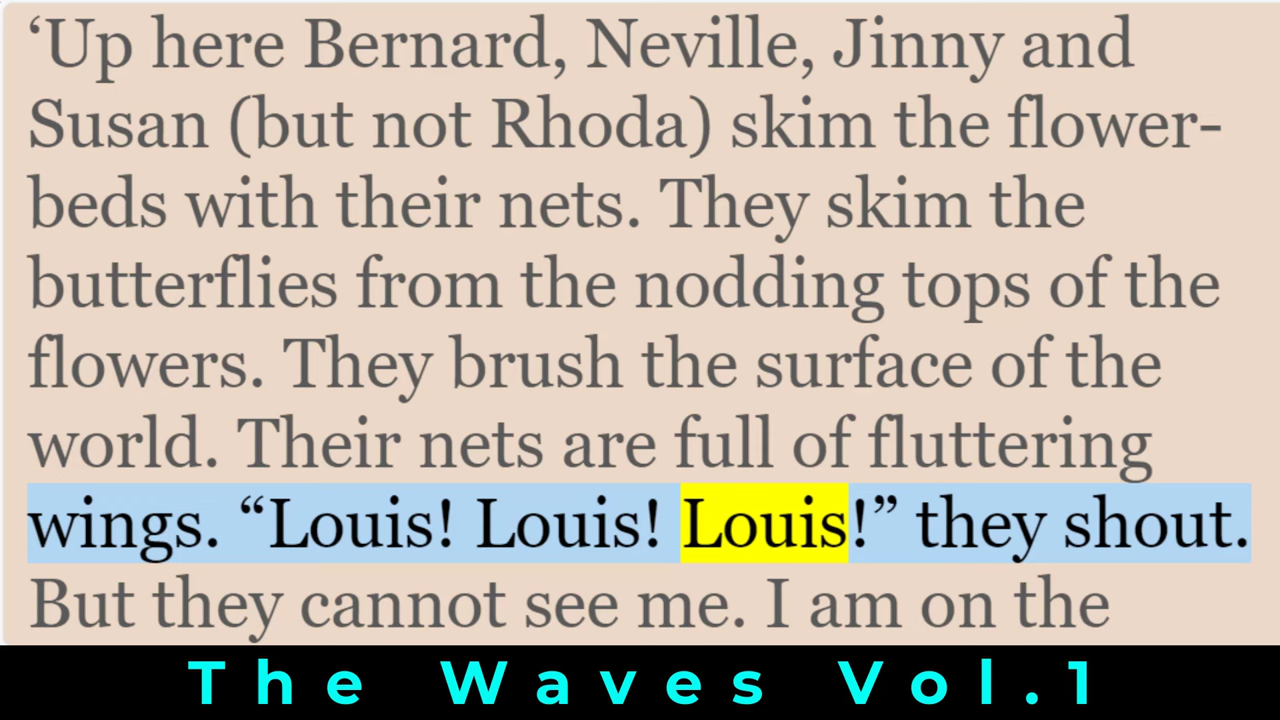 ‘Up here Bernard, Neville, Jinny and
Susan (but not Rhoda) skim the flower-
beds with their nets. They skim the
butterflies from the nodding tops of the
flowers. They brush the surface of the
world. Their nets are full of fluttering
wings. “Louis! Louis! Louis!” they shout.
But they cannot see me. I am on the
The Waves Vol.1